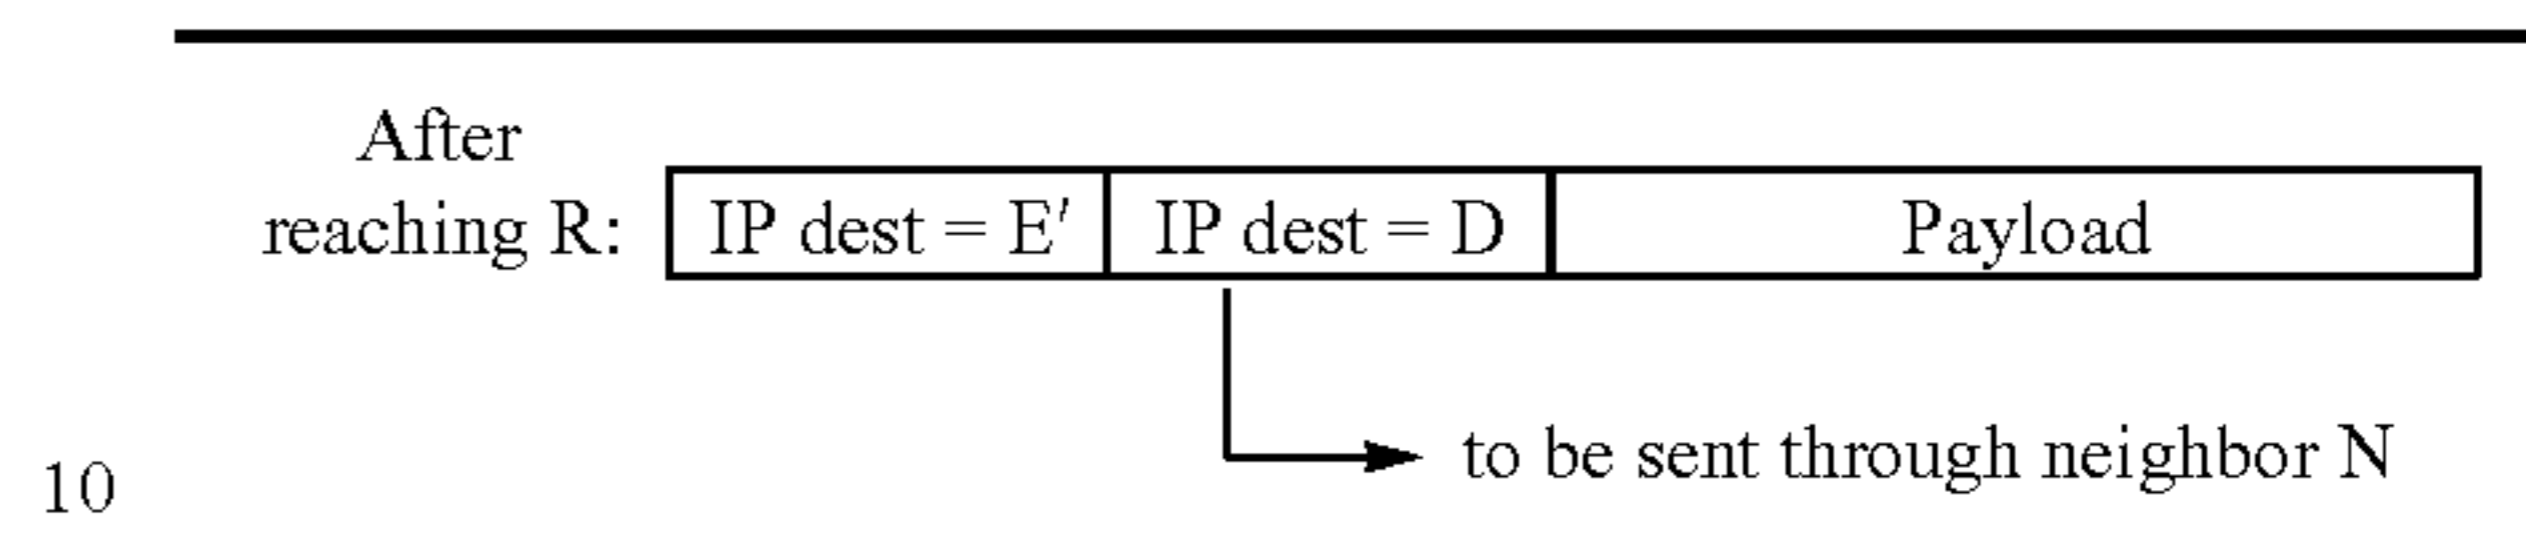 After
reaching R: IP dest = E′ IP dest = D Payload
to be sent through neighbor N
10